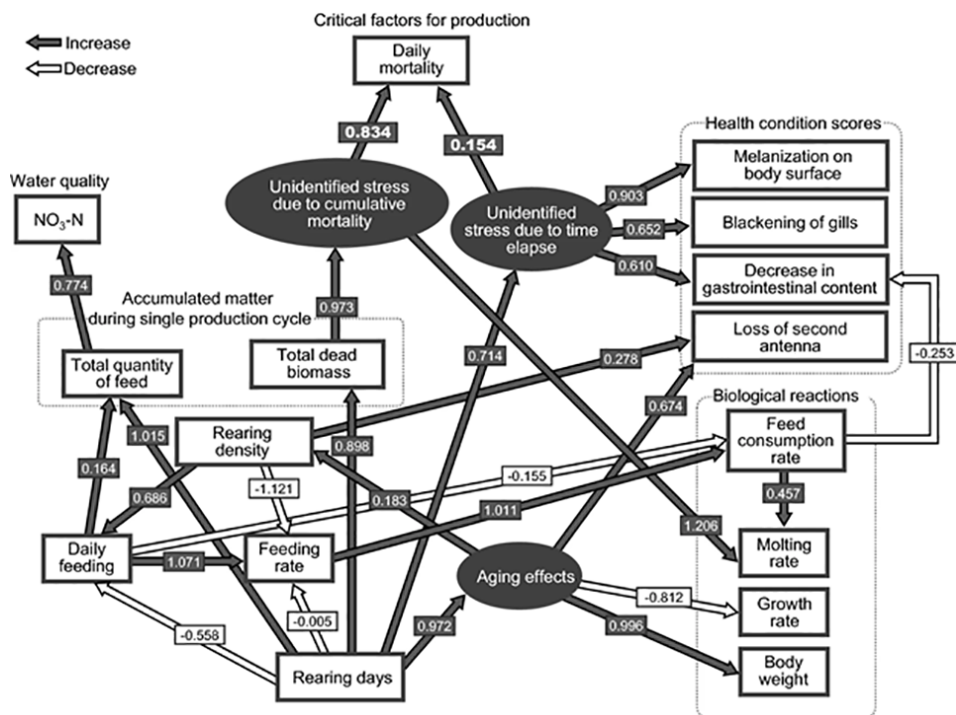 Critical factors for production
Increase
Decrease
Daily
mortality
0.834
0.154
Health condition scores
Melanization on
body surface
Water quality
NO₃-N
Unidentified stress
due to cumulative
mortality
Unidentified
stress due to time
elapse
0.903
0.652
0.610
Blackening of gills
Decrease in
gastrointestinal content
0.774
0.973
Accumulated matter
during single production cycle
Loss of second
antenna
-0.253
Total quantity
of feed
Total dead
biomass
0.714
0.278
0.674
Biological reactions
Feed
consumption
rate
1.015
Rearing
density
0.898
0.164
0.686
-1.121
0.183
-0.155
1.011
0.457
1.206
Daily
feeding
1.071
Feeding
rate
Molting
rate
Aging effects
-0.812
Growth
rate
-0.558
-0.005
0.972
0.996
Rearing days
Body
weight